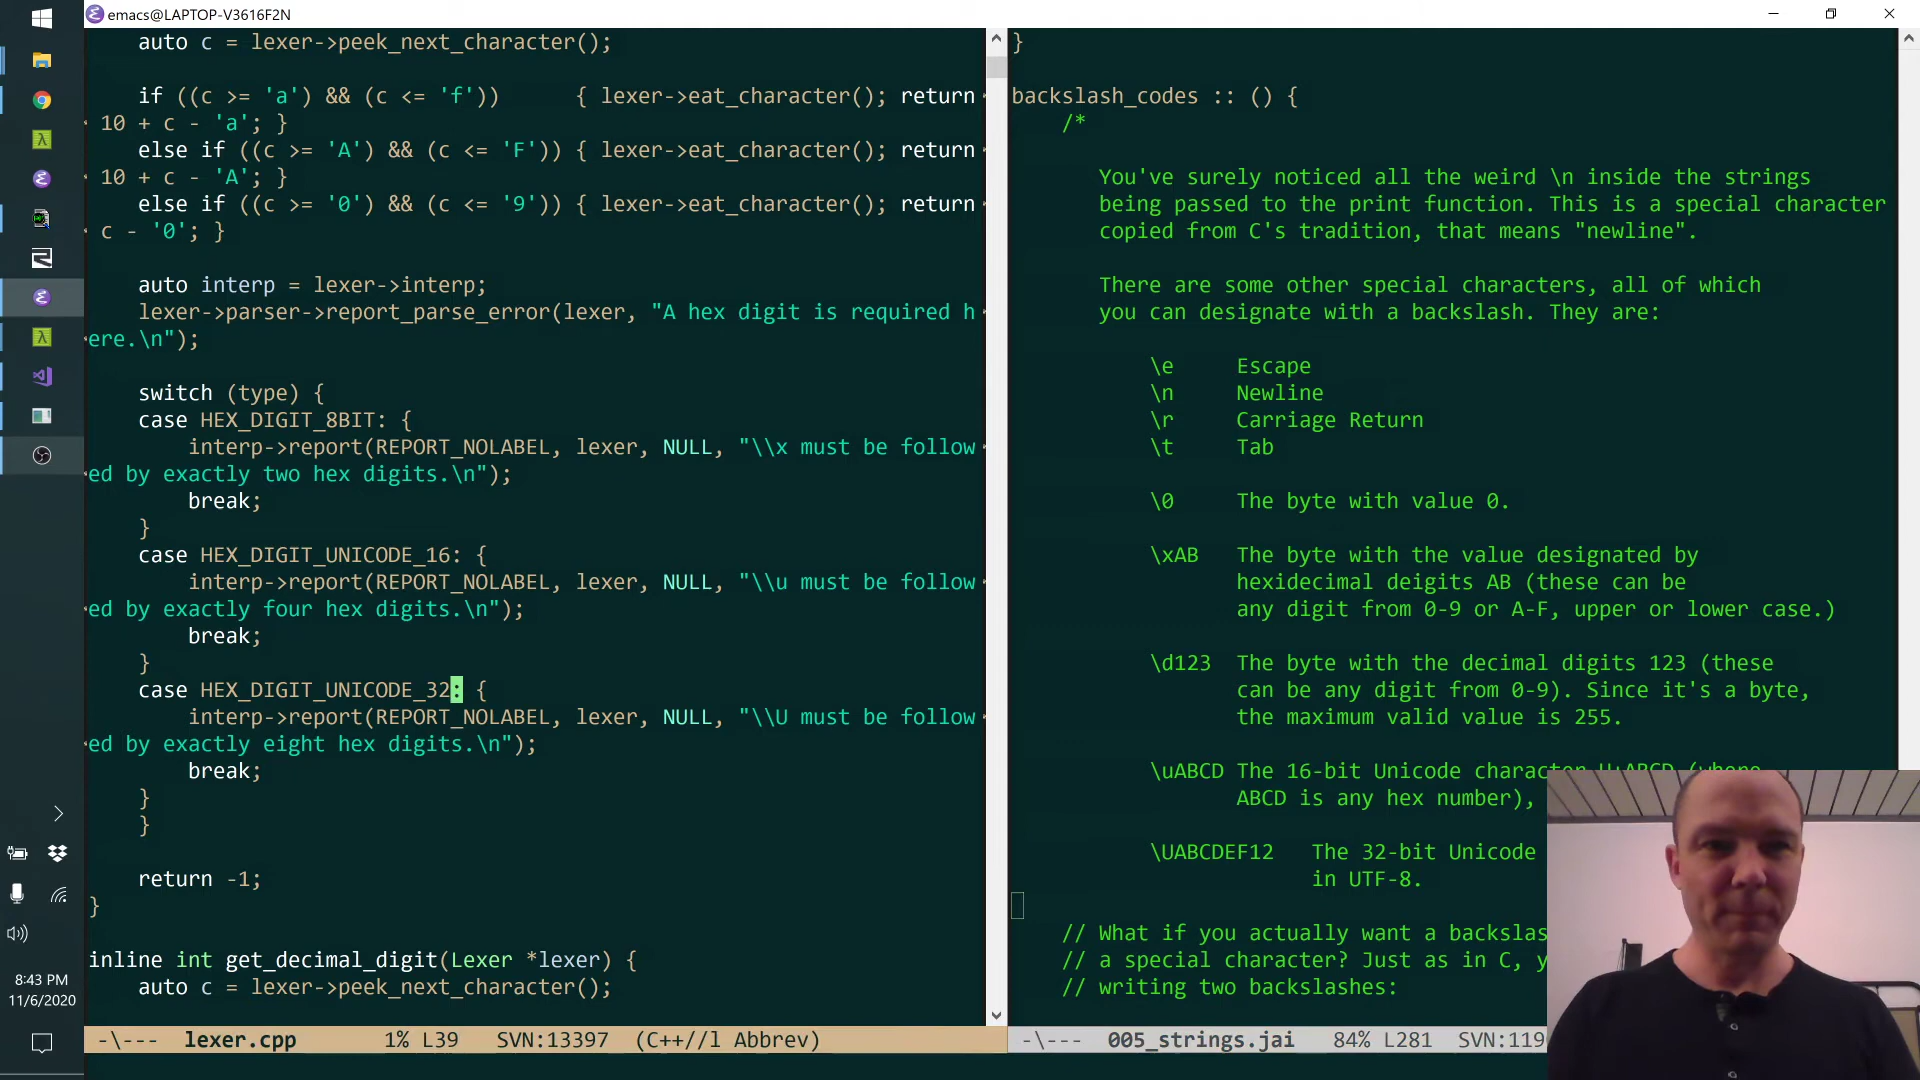 emacs@LAPTOP-V3616F2N
auto c = lexer->peek_next_character();
if ((c >= 'a') && (c <= 'f'))      { lexer->eat_character(); return
10 + c - 'a'; }
else if ((c >= 'A') && (c <= 'F')) { lexer->eat_character(); return
10 + c - 'A'; }
else if ((c >= '0') && (c <= '9')) { lexer->eat_character(); return
c - '0'; }
auto interp = lexer->interp;
lexer->parser->report_parse_error(lexer, "A hex digit is required h
ere.\n");
switch (type) {
case HEX_DIGIT_8BIT: {
interp->report(REPORT_NOLABEL, lexer, NULL, "\\x must be follow
ed by exactly two hex digits.\n");
break;
}
case HEX_DIGIT_UNICODE_16: {
interp->report(REPORT_NOLABEL, lexer, NULL, "\\u must be follow
ed by exactly four hex digits.\n");
break;
}
case HEX_DIGIT_UNICODE_32: {
interp->report(REPORT_NOLABEL, lexer, NULL, "\\U must be follow
ed by exactly eight hex digits.\n");
break;
}
}
return -1;
}
inline int get_decimal_digit(Lexer *lexer) {
auto c = lexer->peek_next_character();
-\--- lexer.cpp 1% L39 SVN:13397 (C++//l Abbrev)
}
backslash_codes :: () {
/*
You've surely noticed all the weird \n inside the strings
being passed to the print function. This is a special character
copied from C's tradition, that means "newline".
There are some other special characters, all of which
you can designate with a backslash. They are:
\e Escape
\n Newline
\r Carriage Return
\t Tab
\0 The byte with value 0.
\xAB The byte with the value designated by
hexidecimal deigits AB (these can be
any digit from 0-9 or A-F, upper or lower case.)
\d123 The byte with the decimal digits 123 (these
can be any digit from 0-9). Since it's a byte,
the maximum valid value is 255.
\uABCD The 16-bit Unicode character U+ABCD (where
ABCD is any hex number),
\UABCDEF12 The 32-bit Unicode
in UTF-8.
// What if you actually want a backslas
// a special character? Just as in C, y
// writing two backslashes:
-\--- 005_strings.jai 84% L281 SVN:119
8:43 PM
11/6/2020